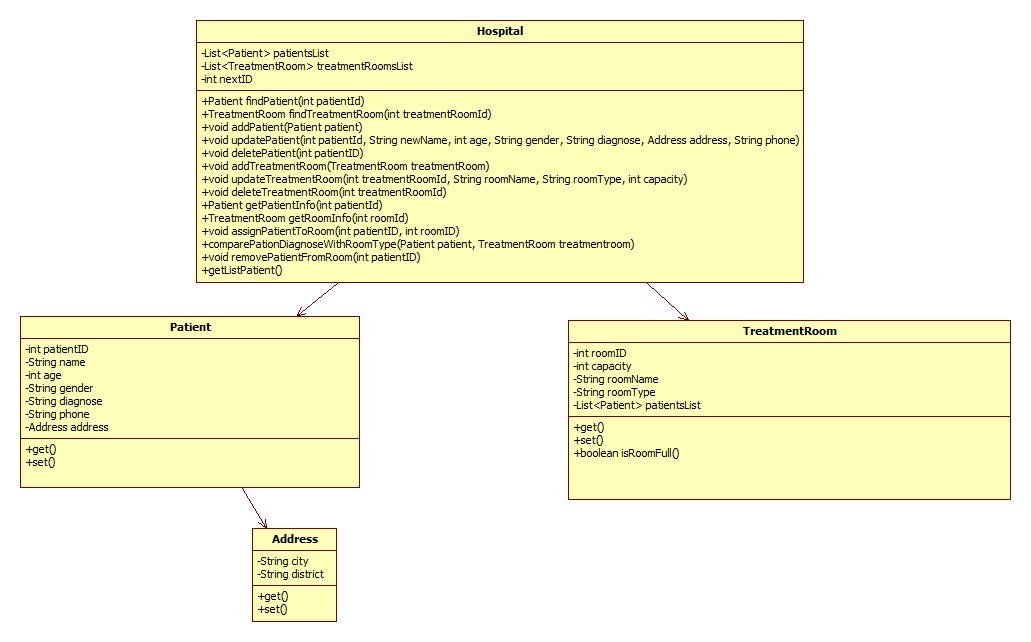 Hospital
-List<Patient> patientsList
-List<TreatmentRoom> treatmentRoomsList
-int nextID
+Patient findPatient(int patientId)
+TreatmentRoom findTreatmentRoom(int treatmentRoomId)
+void addPatient(Patient patient)
+void updatePatient(int patientId, String newName, int age, String gender, String diagnose, Address address, String phone)
+void deletePatient(int patientID)
+void addTreatmentRoom(TreatmentRoom treatmentRoom)
+void updateTreatmentRoom(int treatmentRoomId, String roomName, String roomType, int capacity)
+void deleteTreatmentRoom(int treatmentRoomId)
+Patient getPatientInfo(int patientId)
+TreatmentRoom getRoomInfo(int roomId)
+void assignPatientToRoom(int patientID, int roomID)
+comparePationDiagnoseWithRoomType(Patient patient, TreatmentRoom treatmentroom)
+void removePatientFromRoom(int patientID)
+getListPatient()
Patient
-int patientID
-String name
-int age
-String gender
-String diagnose
-String phone
-Address address
+get()
+set()
TreatmentRoom
-int roomID
-int capacity
-String roomName
-String roomType
-List<Patient> patientsList
+get()
+set()
+boolean isRoomFull()
Address
-String city
-String district
+get()
+set()